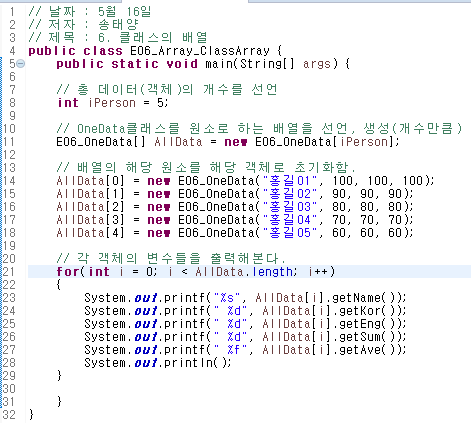 1 // 날짜 : 5월 16일
2 // 저자 : 송태양
3 // 제목 : 6. 클래스의 배열
4 public class E06_Array_ClassArray {
5 public static void main(String[] args) {
6
7 // 총 데이터(객체)의 개수를 선언
8 int iPerson = 5;
9
10 // OneData클래스를 원소로 하는 배열을 선언, 생성(개수만큼)
11 E06_OneData[] AllData = new E06_OneData[iPerson];
12
13 // 배열의 해당 원소를 해당 객체로 초기화함.
14 AllData[0] = new E06_OneData("홍길01", 100, 100, 100);
15 AllData[1] = new E06_OneData("홍길02", 90, 90, 90);
16 AllData[2] = new E06_OneData("홍길03", 80, 80, 80);
17 AllData[3] = new E06_OneData("홍길04", 70, 70, 70);
18 AllData[4] = new E06_OneData("홍길05", 60, 60, 60);
19
20 // 각 객체의 변수들을 출력해본다.
21 for(int i = 0; i < AllData.length; i++)
22 {
23 System.out.printf("%s", AllData[i].getName());
24 System.out.printf(" %d", AllData[i].getKor());
25 System.out.printf(" %d", AllData[i].getEng());
26 System.out.printf(" %d", AllData[i].getSum());
27 System.out.printf(" %f", AllData[i].getAve());
28 System.out.println();
29 }
30
31 }
32 }